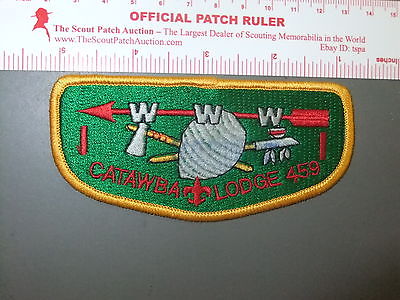 OFFICIAL PATCH RULER
The Scout Patch Auction – The Largest Dealer of Scouting Memorabilia in the World
www.TheScoutPatchAuction.com
Ebay ID: tspa
W W W
CATAWBA LODGE 459